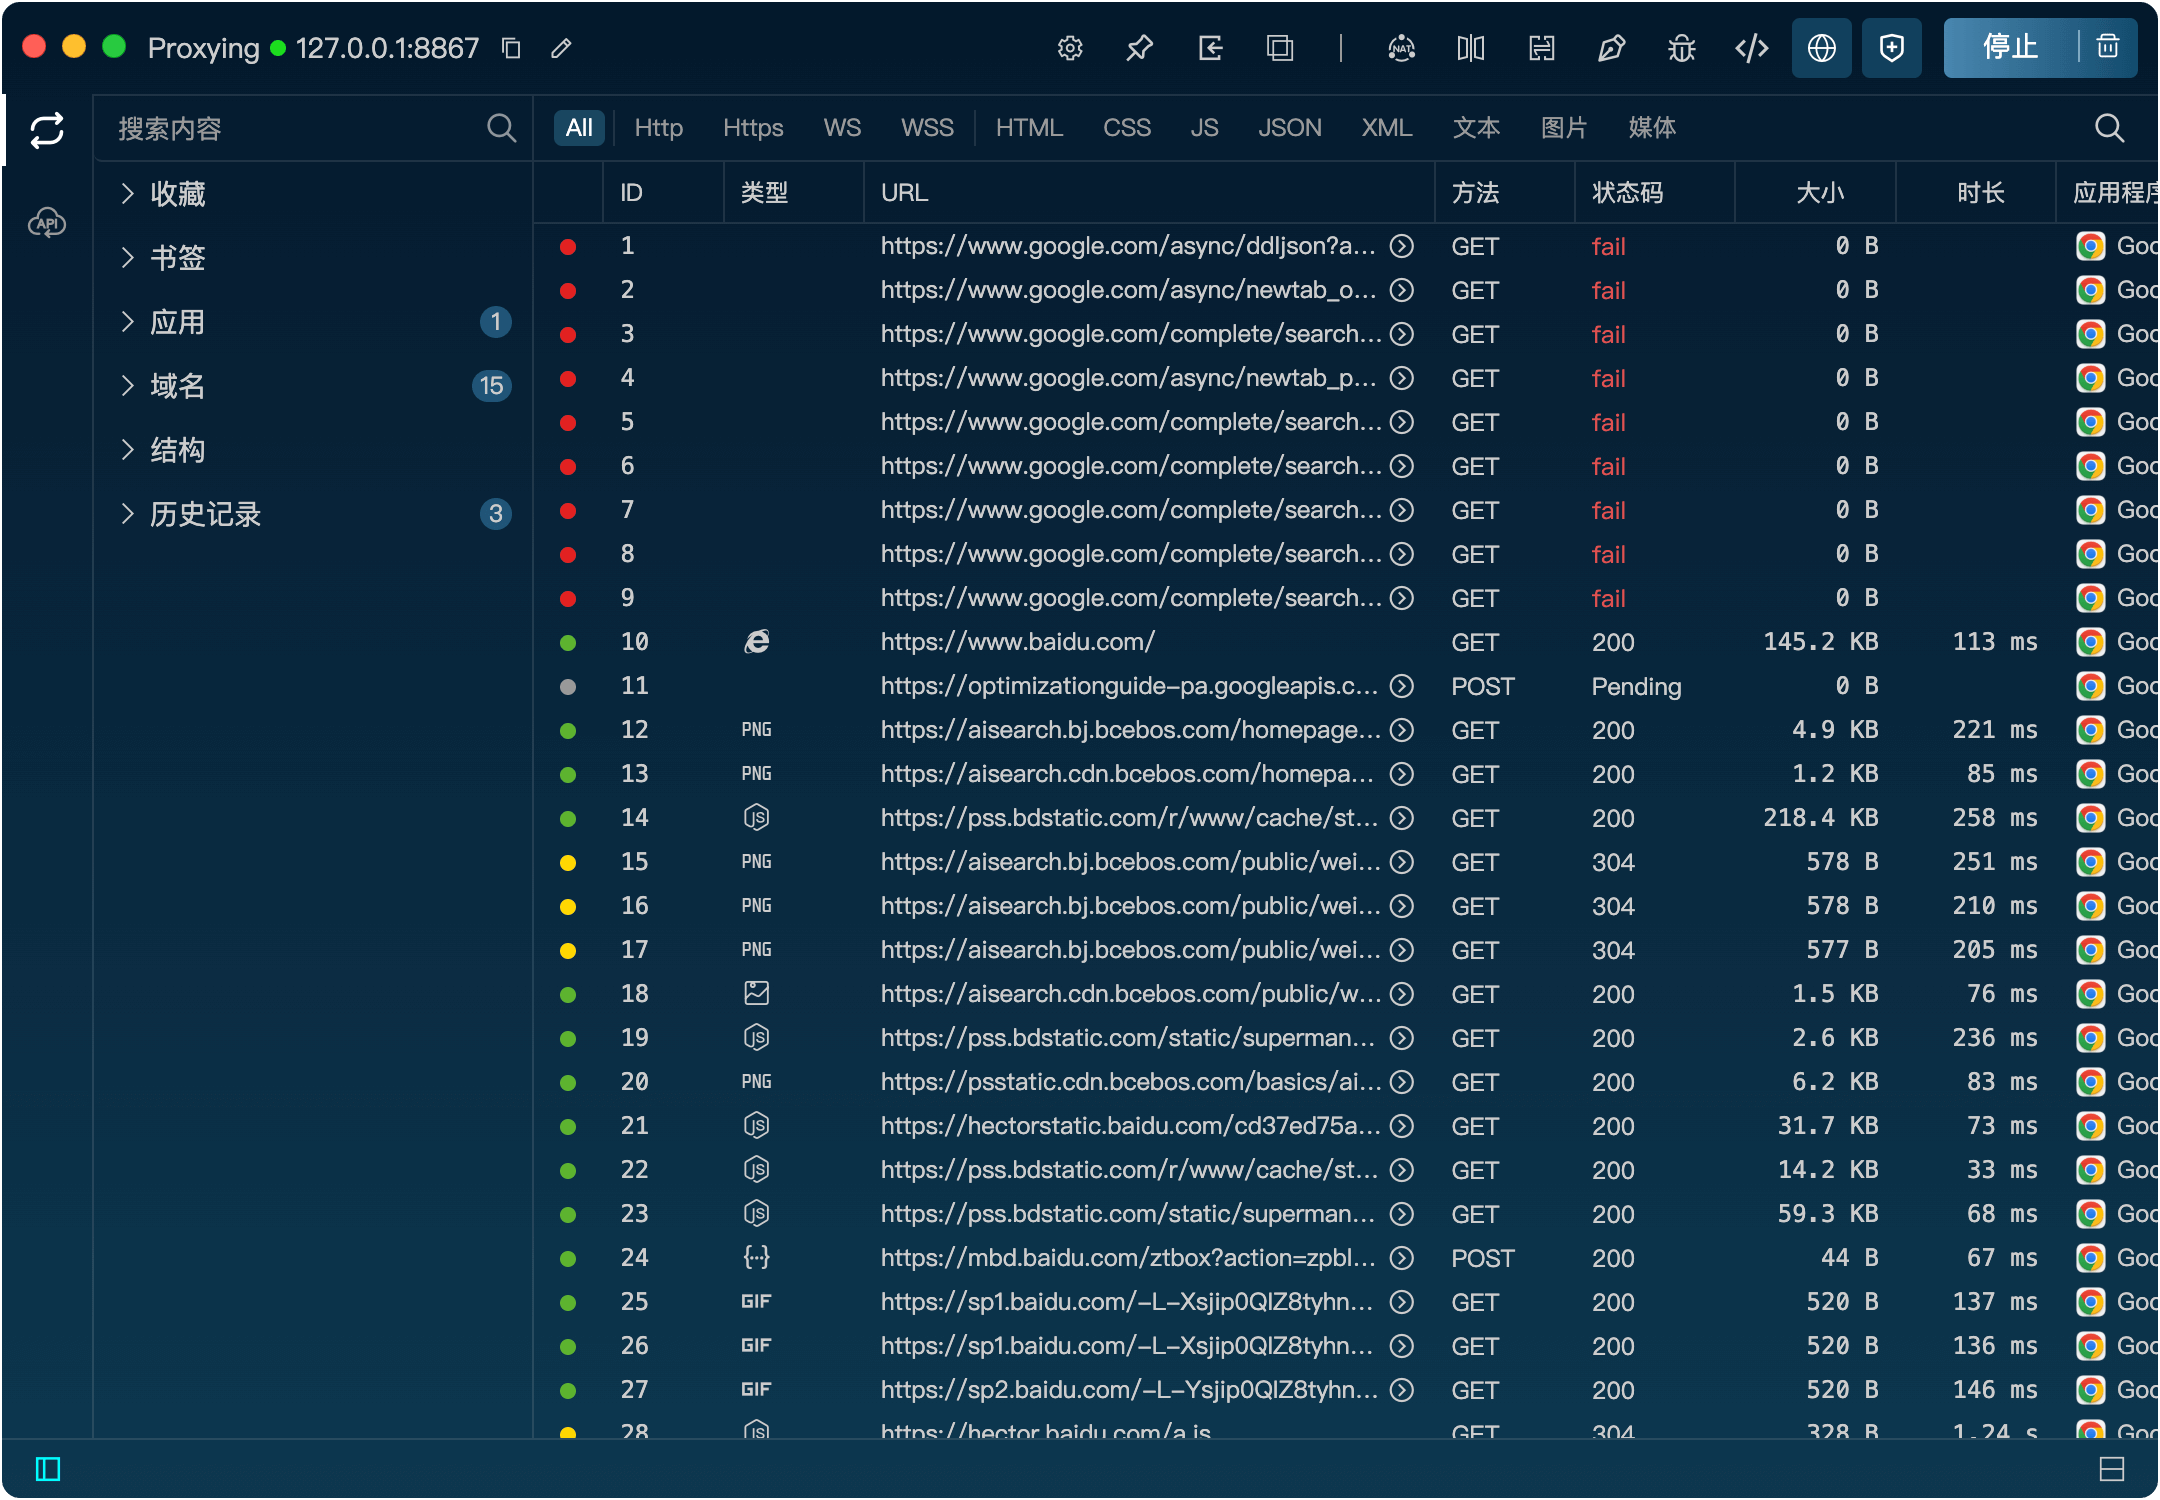 Proxying 127.0.0.1:8867 NAT 停止
API
搜索内容
收藏
书签
应用 1
域名 15
结构
历史记录 3
All Http Https WS WSS HTML CSS JS JSON XML 文本 图片 媒体
ID 类型 URL 方法 状态码 大小 时长 应用程序
1 https://www.google.com/async/ddljson?a... GET fail 0 B Goo
2 https://www.google.com/async/newtab_o... GET fail 0 B Goo
3 https://www.google.com/complete/search... GET fail 0 B Goo
4 https://www.google.com/async/newtab_p... GET fail 0 B Goo
5 https://www.google.com/complete/search... GET fail 0 B Goo
6 https://www.google.com/complete/search... GET fail 0 B Goo
7 https://www.google.com/complete/search... GET fail 0 B Goo
8 https://www.google.com/complete/search... GET fail 0 B Goo
9 https://www.google.com/complete/search... GET fail 0 B Goo
10 https://www.baidu.com/ GET 200 145.2 KB 113 ms Goo
11 https://optimizationguide-pa.googleapis.c... POST Pending 0 B Goo
12 PNG https://aisearch.bj.bcebos.com/homepage... GET 200 4.9 KB 221 ms Goo
13 PNG https://aisearch.cdn.bcebos.com/homepa... GET 200 1.2 KB 85 ms Goo
14 JS https://pss.bdstatic.com/r/www/cache/st... GET 200 218.4 KB 258 ms Goo
15 PNG https://aisearch.bj.bcebos.com/public/wei... GET 304 578 B 251 ms Goo
16 PNG https://aisearch.bj.bcebos.com/public/wei... GET 304 578 B 210 ms Goo
17 PNG https://aisearch.bj.bcebos.com/public/wei... GET 304 577 B 205 ms Goo
18 https://aisearch.cdn.bcebos.com/public/w... GET 200 1.5 KB 76 ms Goo
19 JS https://pss.bdstatic.com/static/superman... GET 200 2.6 KB 236 ms Goo
20 PNG https://psstatic.cdn.bcebos.com/basics/ai... GET 200 6.2 KB 83 ms Goo
21 JS https://hectorstatic.baidu.com/cd37ed75a... GET 200 31.7 KB 73 ms Goo
22 JS https://pss.bdstatic.com/r/www/cache/st... GET 200 14.2 KB 33 ms Goo
23 JS https://pss.bdstatic.com/static/superman... GET 200 59.3 KB 68 ms Goo
24 https://mbd.baidu.com/ztbox?action=zpbl... POST 200 44 B 67 ms Goo
25 GIF https://sp1.baidu.com/-L-Xsjip0QIZ8tyhn... GET 200 520 B 137 ms Goo
26 GIF https://sp1.baidu.com/-L-Xsjip0QIZ8tyhn... GET 200 520 B 136 ms Goo
27 GIF https://sp2.baidu.com/-L-Ysjip0QIZ8tyhn... GET 200 520 B 146 ms Goo
28 JS https://hector.baidu.com/a.js GET 304 328 B 1.24 s Goo